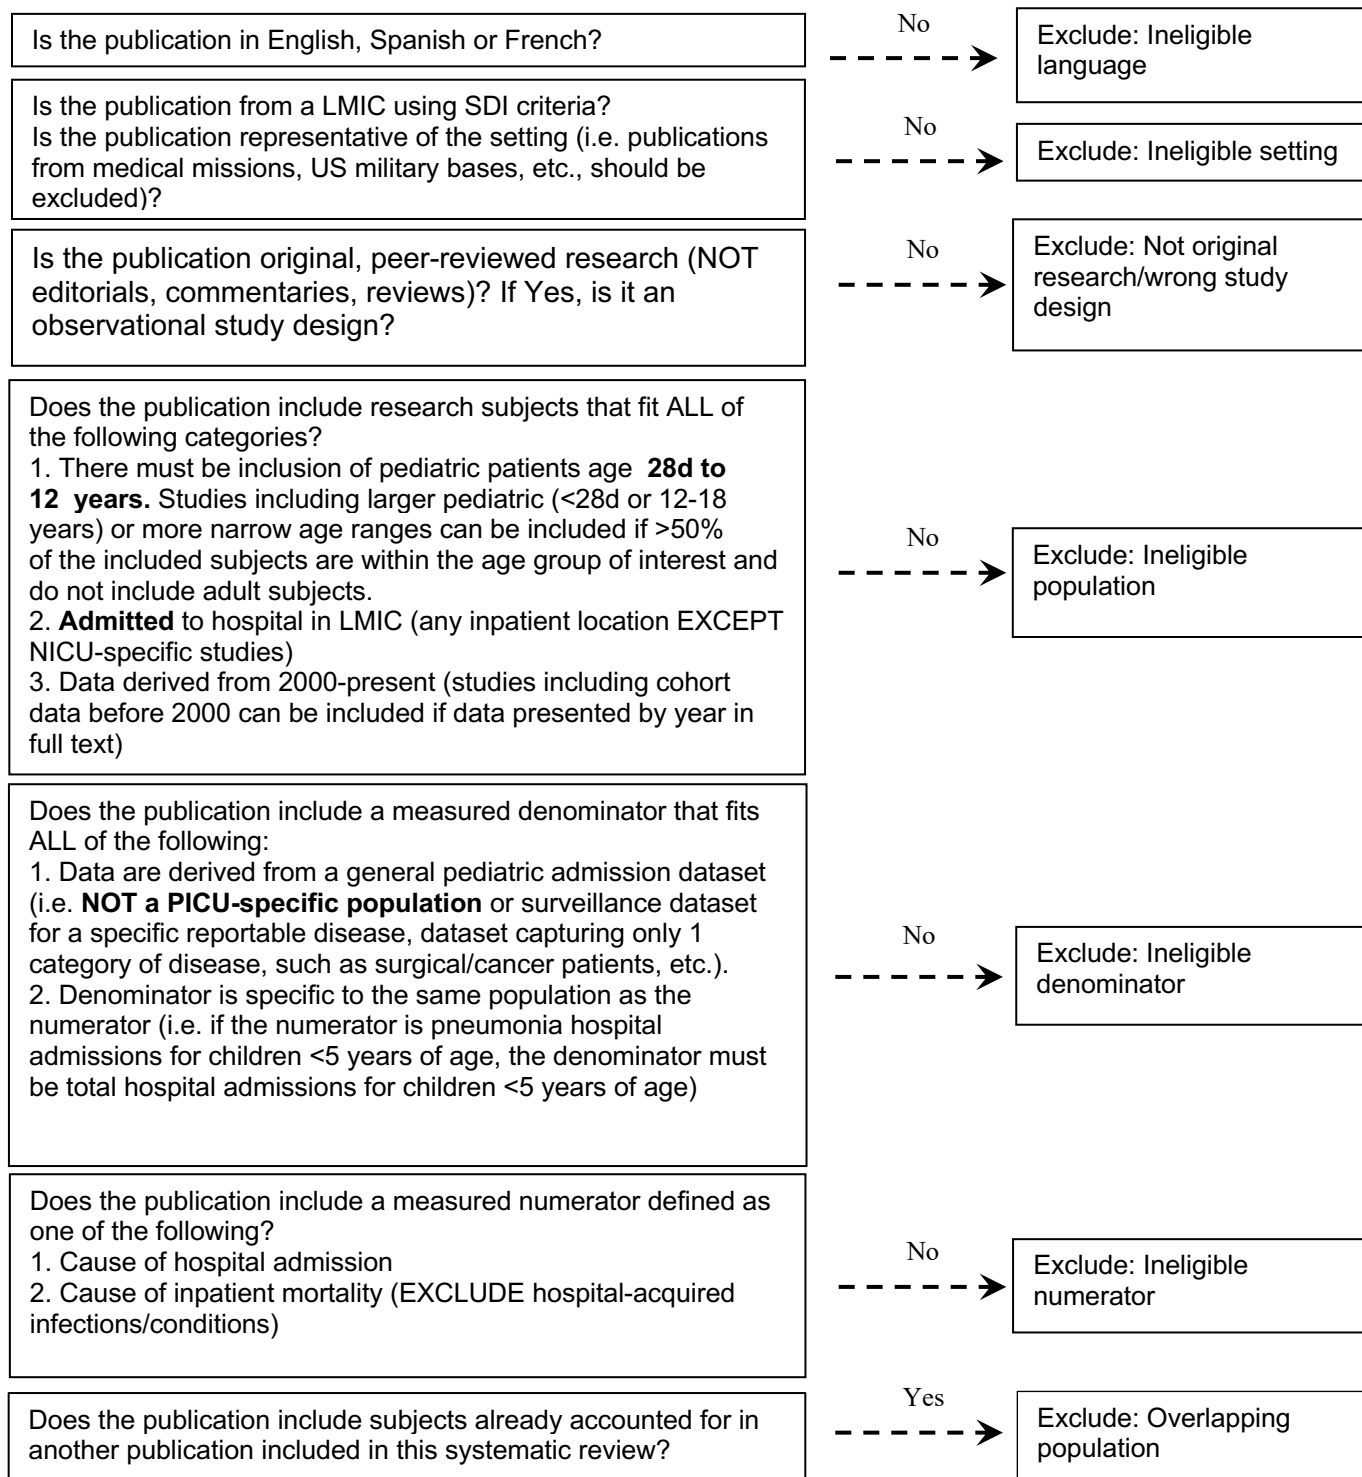 Is the publication in English, Spanish or French?
No
Exclude: Ineligible
language
Is the publication from a LMIC using SDI criteria?
Is the publication representative of the setting (i.e. publications
from medical missions, US military bases, etc., should be
excluded)?
No
Exclude: Ineligible setting
Is the publication original, peer-reviewed research (NOT
editorials, commentaries, reviews)? If Yes, is it an
observational study design?
No
Exclude: Not original
research/wrong study
design
Does the publication include research subjects that fit ALL of
the following categories?
1. There must be inclusion of pediatric patients age 28d to
12 years. Studies including larger pediatric (<28d or 12-18
years) or more narrow age ranges can be included if >50%
of the included subjects are within the age group of interest and
do not include adult subjects.
2. Admitted to hospital in LMIC (any inpatient location EXCEPT
NICU-specific studies)
3. Data derived from 2000-present (studies including cohort
data before 2000 can be included if data presented by year in
full text)
No
Exclude: Ineligible
population
Does the publication include a measured denominator that fits
ALL of the following:
1. Data are derived from a general pediatric admission dataset
(i.e. NOT a PICU-specific population or surveillance dataset
for a specific reportable disease, dataset capturing only 1
category of disease, such as surgical/cancer patients, etc.).
2. Denominator is specific to the same population as the
numerator (i.e. if the numerator is pneumonia hospital
admissions for children <5 years of age, the denominator must
be total hospital admissions for children <5 years of age)
No
Exclude: Ineligible
denominator
Does the publication include a measured numerator defined as
one of the following?
1. Cause of hospital admission
2. Cause of inpatient mortality (EXCLUDE hospital-acquired
infections/conditions)
No
Exclude: Ineligible
numerator
Does the publication include subjects already accounted for in
another publication included in this systematic review?
Yes
Exclude: Overlapping
population